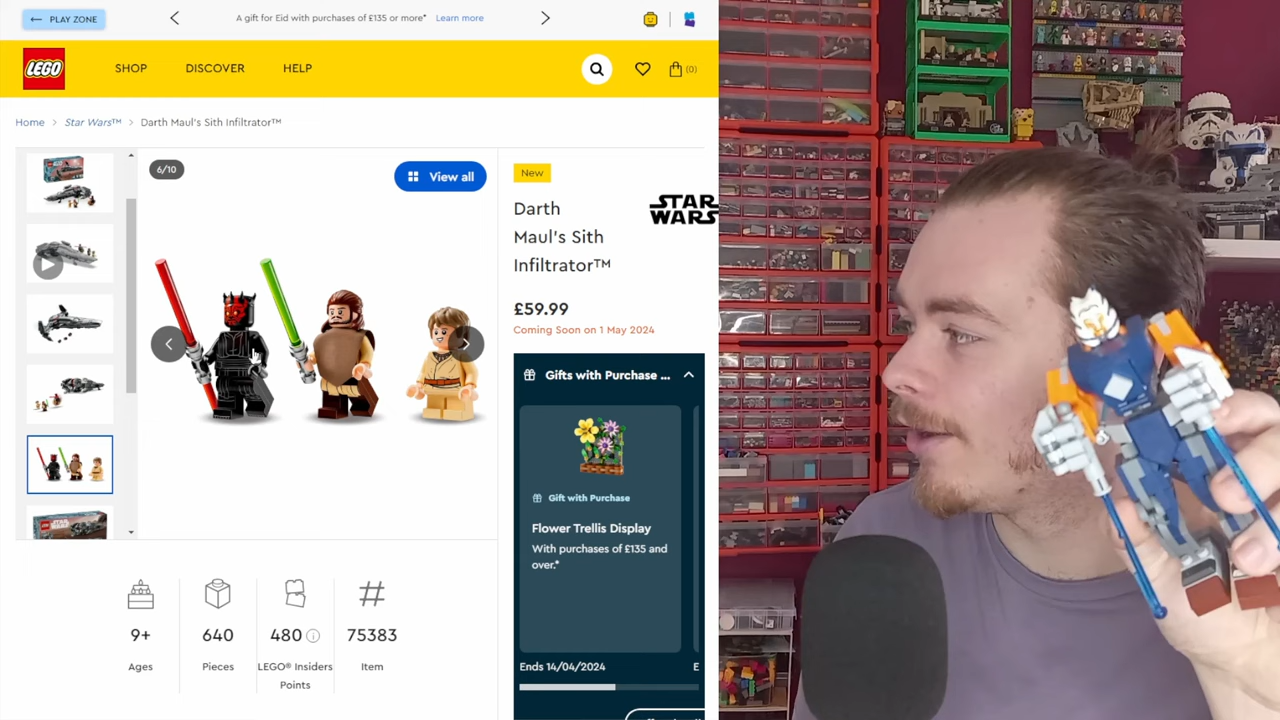 ← PLAY ZONE
A gift for Eid with purchases of £135 or more* Learn more
LEGO
SHOP DISCOVER HELP
(0)
Home > Star Wars™ > Darth Maul's Sith Infiltrator™
6/10
View all
New
Darth
Maul's Sith
Infiltrator™
STAR
WARS
£59.99
Coming Soon on 1 May 2024
Gifts with Purchase ...
Gift with Purchase
Flower Trellis Display
With purchases of £135 and
over.*
Ends 14/04/2024
E
9+
Ages
640
Pieces
480
LEGO® Insiders
Points
#
75383
Item